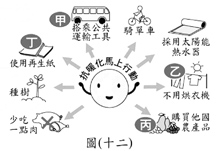 甲
搭乘公共
運輸工具
騎單車
丁
使用再生紙
抗暖化馬上行動
採用太陽能
熱水器
種樹
乙
不用烘衣機
少吃
一點肉
丙
購買他國
農產品
圖(十二)